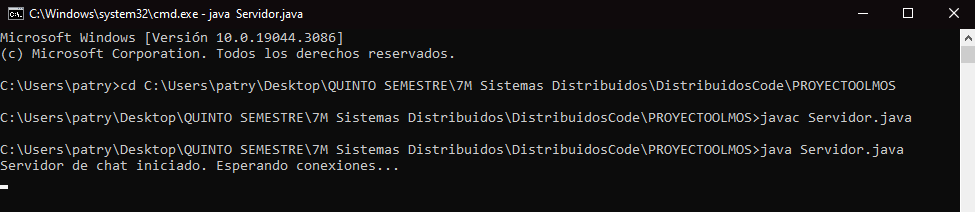 C:\Windows\system32\cmd.exe - java Servidor.java
Microsoft Windows [Versión 10.0.19044.3086]
(c) Microsoft Corporation. Todos los derechos reservados.
C:\Users\patry>cd C:\Users\patry\Desktop\QUINTO SEMESTRE\7M Sistemas Distribuidos\DistribuidosCode\PROYECTOOLMOS
C:\Users\patry\Desktop\QUINTO SEMESTRE\7M Sistemas Distribuidos\DistribuidosCode\PROYECTOOLMOS>javac Servidor.java
C:\Users\patry\Desktop\QUINTO SEMESTRE\7M Sistemas Distribuidos\DistribuidosCode\PROYECTOOLMOS>java Servidor.java
Servidor de chat iniciado. Esperando conexiones...